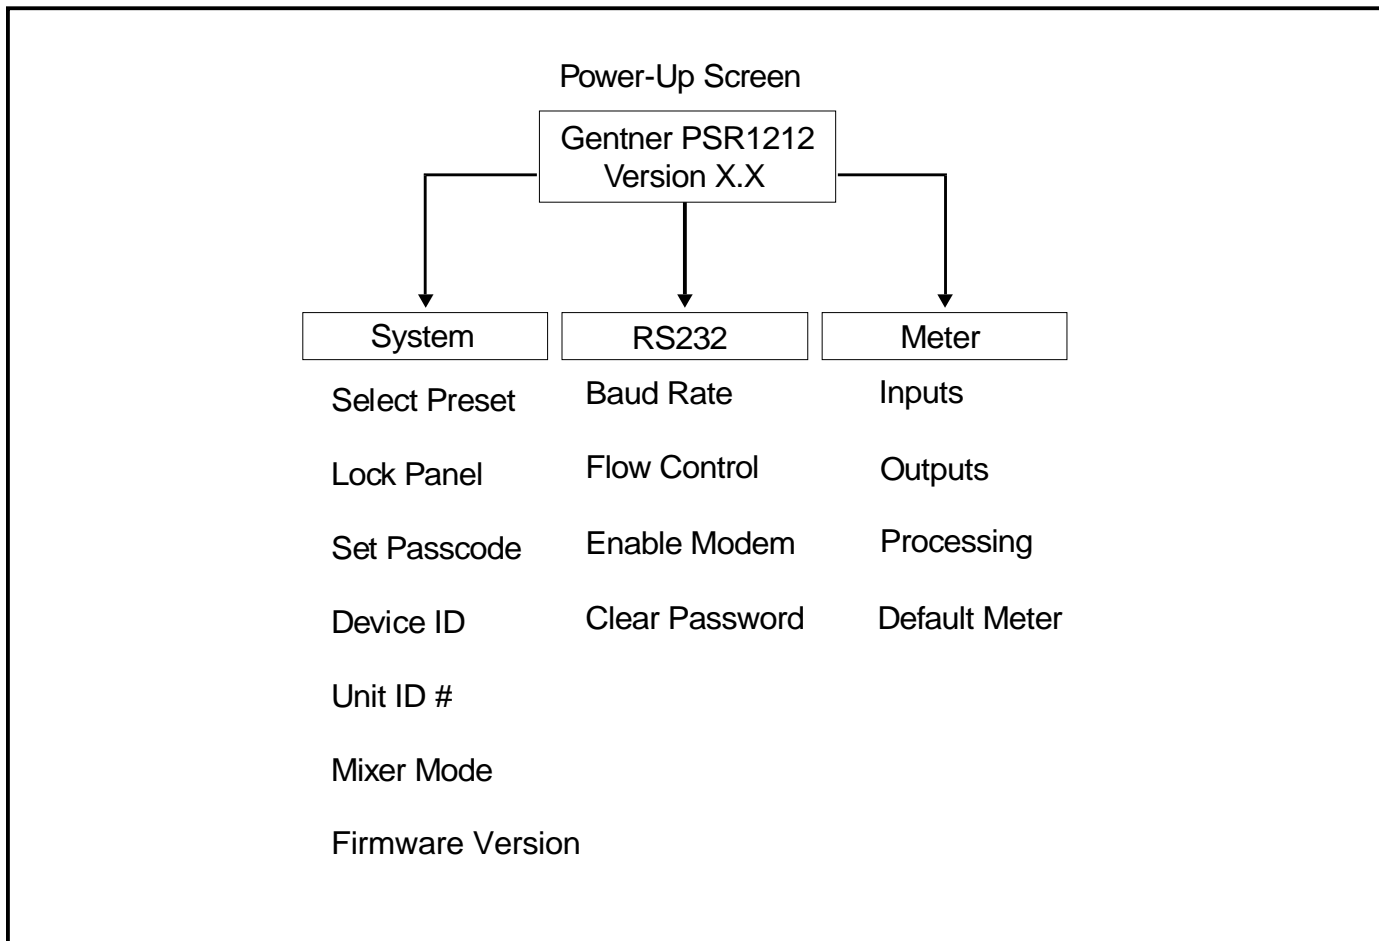 Power-Up Screen
Gentner PSR1212
Version X.X
System
Select Preset
Lock Panel
Set Passcode
Device ID
Unit ID #
Mixer Mode
Firmware Version
RS232
Baud Rate
Flow Control
Enable Modem
Clear Password
Meter
Inputs
Outputs
Processing
Default Meter